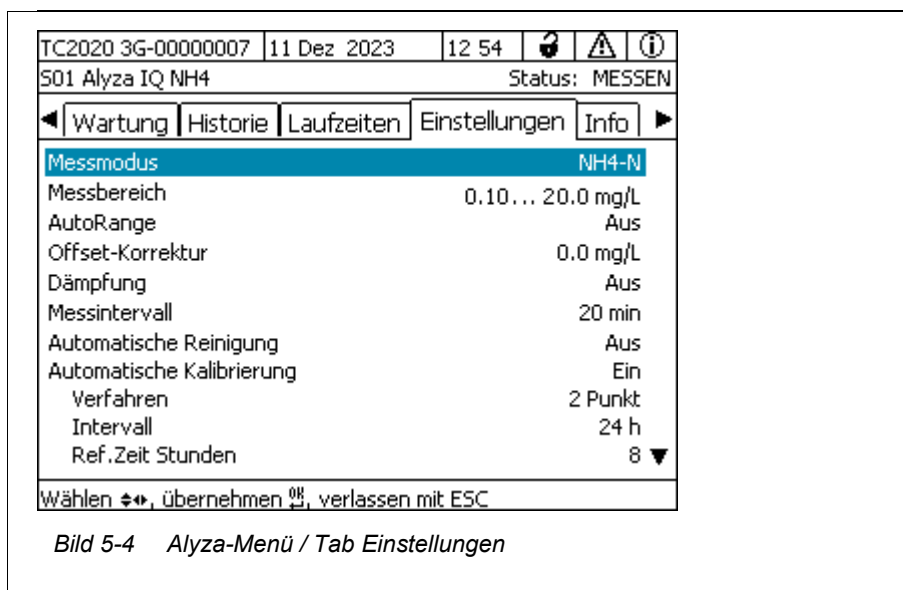 TC2020 3G-00000007 11 Dez 2023 12 54
S01 Alyza IQ NH4 Status: MESSEN
Wartung Historie Laufzeiten Einstellungen Info
Messmodus NH4-N
Messbereich 0.10... 20.0 mg/L
AutoRange Aus
Offset-Korrektur 0.0 mg/L
Dämpfung Aus
Messintervall 20 min
Automatische Reinigung Aus
Automatische Kalibrierung Ein
Verfahren 2 Punkt
Intervall 24 h
Ref.Zeit Stunden 8
Wählen, übernehmen OK, verlassen mit ESC
Bild 5-4 Alyza-Menü / Tab Einstellungen